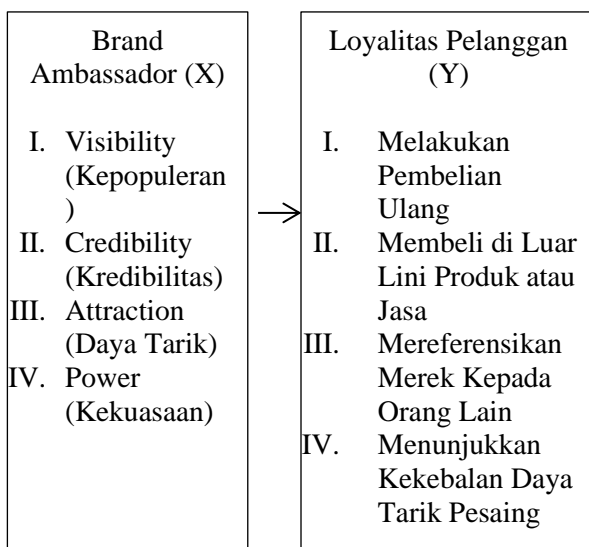 Brand
Ambassador (X)
I. Visibility
(Kepopuleran
)
II. Credibility
(Kredibilitas)
III. Attraction
(Daya Tarik)
IV. Power
(Kekuasaan)
Loyalitas Pelanggan
(Y)
I. Melakukan
Pembelian
Ulang
II. Membeli di Luar
Lini Produk atau
Jasa
III. Mereferensikan
Merek Kepada
Orang Lain
IV. Menunjukkan
Kekebalan Daya
Tarik Pesaing